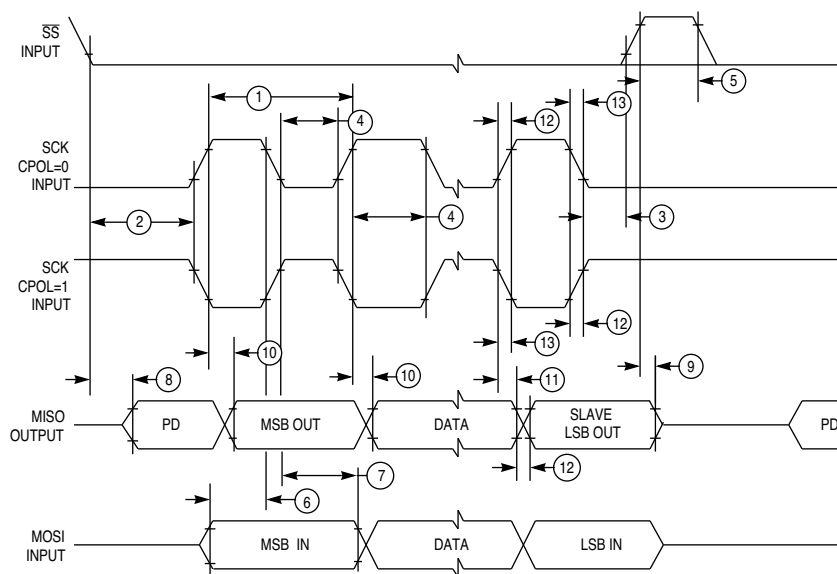 SS
INPUT
5
1
13
4
12
SCK
CPOL=0
INPUT
2
4
3
SCK
CPOL=1
INPUT
12
13
10
10
8
11
9
MISO
OUTPUT
PD
MSB OUT
DATA
SLAVE
LSB OUT
PD
12
7
6
MOSI
INPUT
MSB IN
DATA
LSB IN